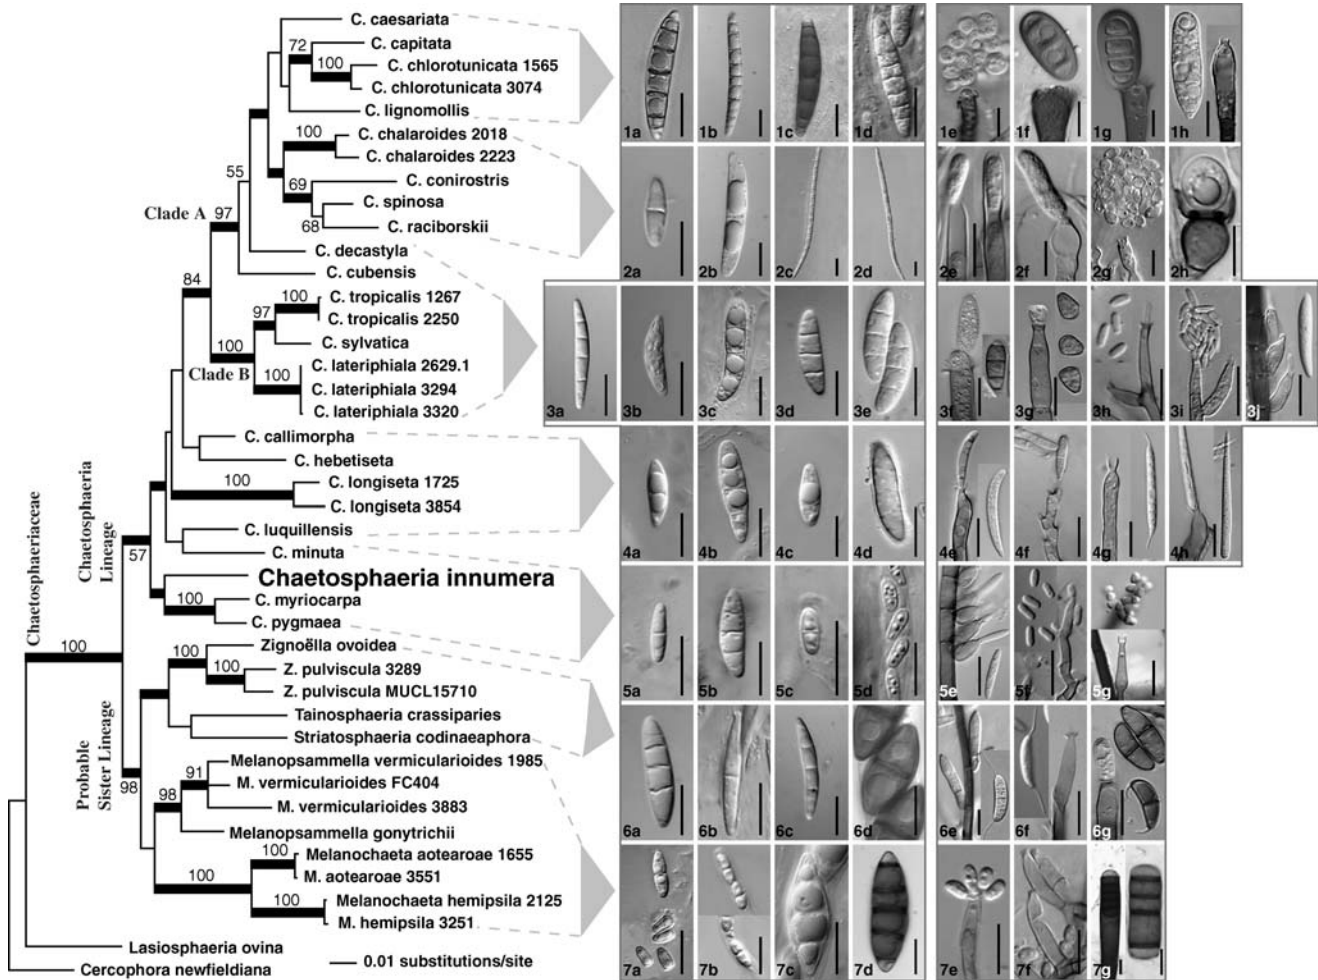 C. caesariata
72
C. capitata
100
C. chlorotunicata 1565
C. chlorotunicata 3074
C. lignomollis
100
C. chalaroides 2018
C. chalaroides 2223
55
69
C. conirostris
C. spinosa
68
C. raciborskii
Clade A
97
C. decastyla
C. cubensis
84
100
C. tropicalis 1267
C. tropicalis 2250
97
C. sylvatica
100
Clade B
C. lateriphiala 2629.1
100
C. lateriphiala 3294
C. lateriphiala 3320
C. callimorpha
C. hebetiseta
100
C. longiseta 1725
C. longiseta 3854
C. luquillensis
C. minuta
Chaetosphaeria
Lineage
57
Chaetosphaeria innumera
100
C. myriocarpa
C. pygmaea
Chaetosphaeriaceae
100
100
Zignoëlla ovoidea
100
Z. pulviscula 3289
Z. pulviscula MUCL15710
Tainosphaeria crassiparies
Striatosphaeria codinaeaphora
Probable
Sister Lineage
98
91
Melanopsammella vermicularioides 1985
98
M. vermicularioides FC404
M. vermicularioides 3883
Melanopsammella gonytrichii
100
100
Melanochaeta aotearoae 1655
M. aotearoae 3551
100
Melanochaeta hemipsila 2125
M. hemipsila 3251
Lasiosphaeria ovina
Cercophora newfieldiana
0.01 substitutions/site
1a 1b 1c 1d 1e 1f 1g 1h
2a 2b 2c 2d 2e 2f 2g 2h
3a 3b 3c 3d 3e 3f 3g 3h 3i 3j
4a 4b 4c 4d 4e 4f 4g 4h
5a 5b 5c 5d 5e 5f 5g
6a 6b 6c 6d 6e 6f 6g
7a 7b 7c 7d 7e 7f 7g